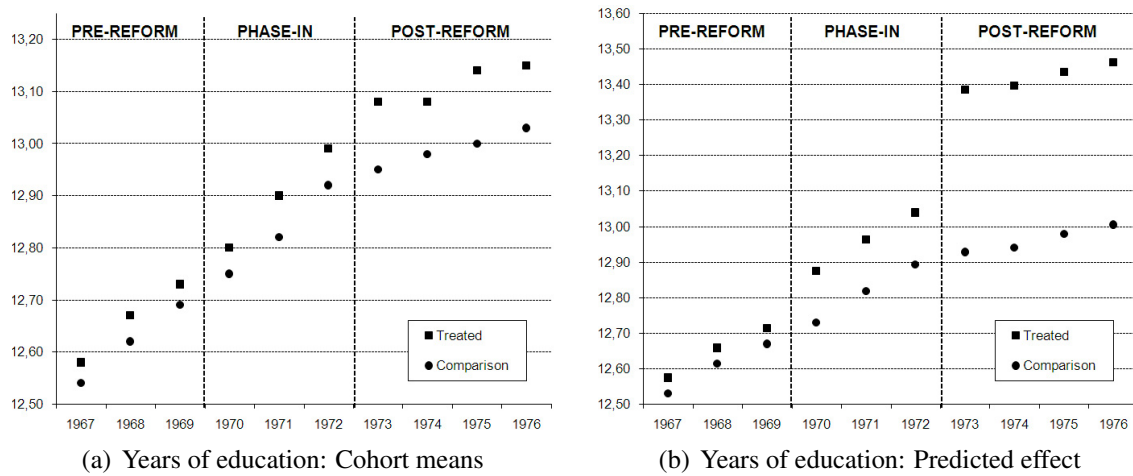 PRE-REFORM PHASE-IN POST-REFORM
13,20
13,10
13,00
12,90
12,80
12,70
12,60
12,50
Treated
Comparison
1967 1968 1969 1970 1971 1972 1973 1974 1975 1976
(a) Years of education: Cohort means
13,60
PRE-REFORM PHASE-IN POST-REFORM
13,50
13,40
13,30
13,20
13,10
13,00
12,90
12,80
12,70
12,60
12,50
Treated
Comparison
1967 1968 1969 1970 1971 1972 1973 1974 1975 1976
(b) Years of education: Predicted effect